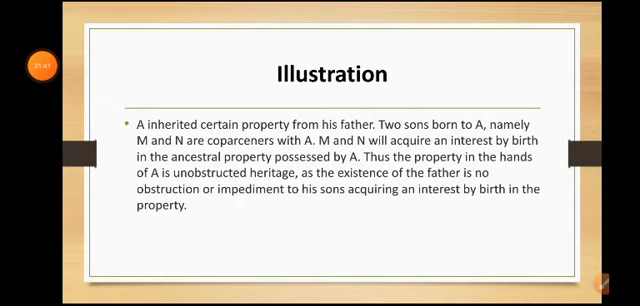 21:41
Illustration
• A inherited certain property from his father. Two sons born to A, namely
M and N are coparceners with A. M and N will acquire an interest by birth
in the ancestral property possessed by A. Thus the property in the hands
of A is unobstructed heritage, as the existence of the father is no
obstruction or impediment to his sons acquiring an interest by birth in the
property.